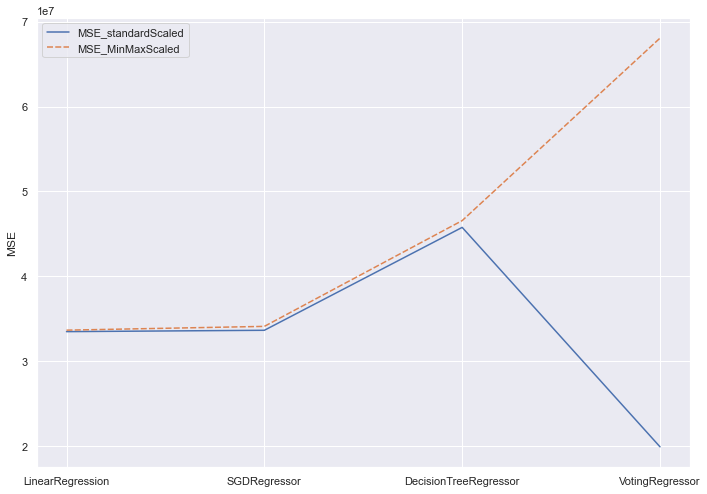 1e7
7
MSE_standardScaled
MSE_MinMaxScaled
6
5
MSE
4
3
2
LinearRegression SGDRegressor DecisionTreeRegressor VotingRegressor